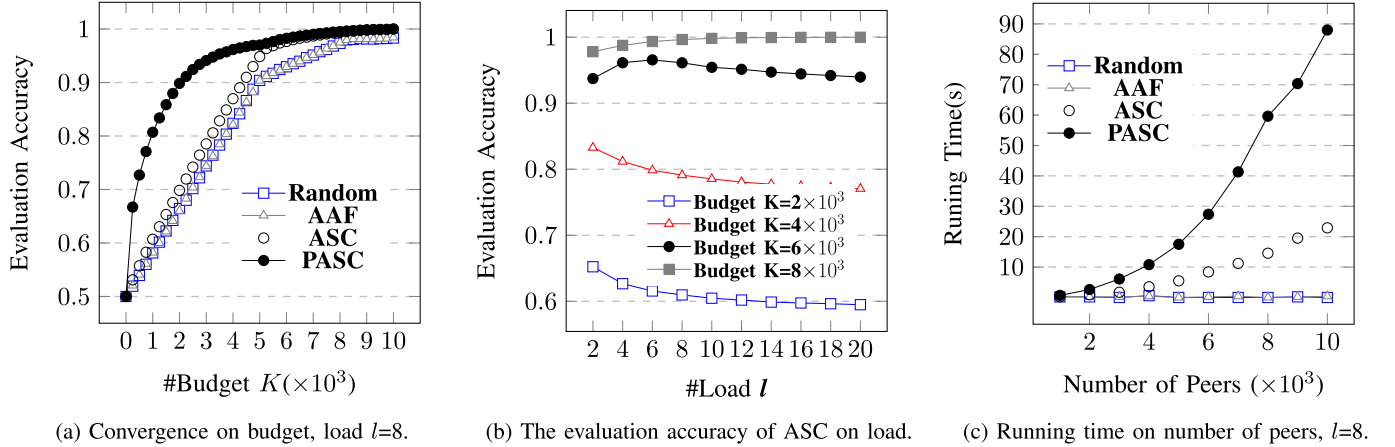 1
0.9
0.8
0.7
0.6
0.5
Evaluation Accuracy
Random
AAF
ASC
PASC
0 1 2 3 4 5 6 7 8 9 10
#Budget K(×10³)
(a) Convergence on budget, load l=8.
1
0.9
0.8
0.7
0.6
Evaluation Accuracy
Budget K=2×10³
Budget K=4×10³
Budget K=6×10³
Budget K=8×10³
2 4 6 8 10 12 14 16 18 20
#Load l
(b) The evaluation accuracy of ASC on load.
90
80
70
60
50
40
30
20
10
Runing Time(s)
Random
AAF
ASC
PASC
2 4 6 8 10
Number of Peers (×10³)
(c) Running time on number of peers, l=8.